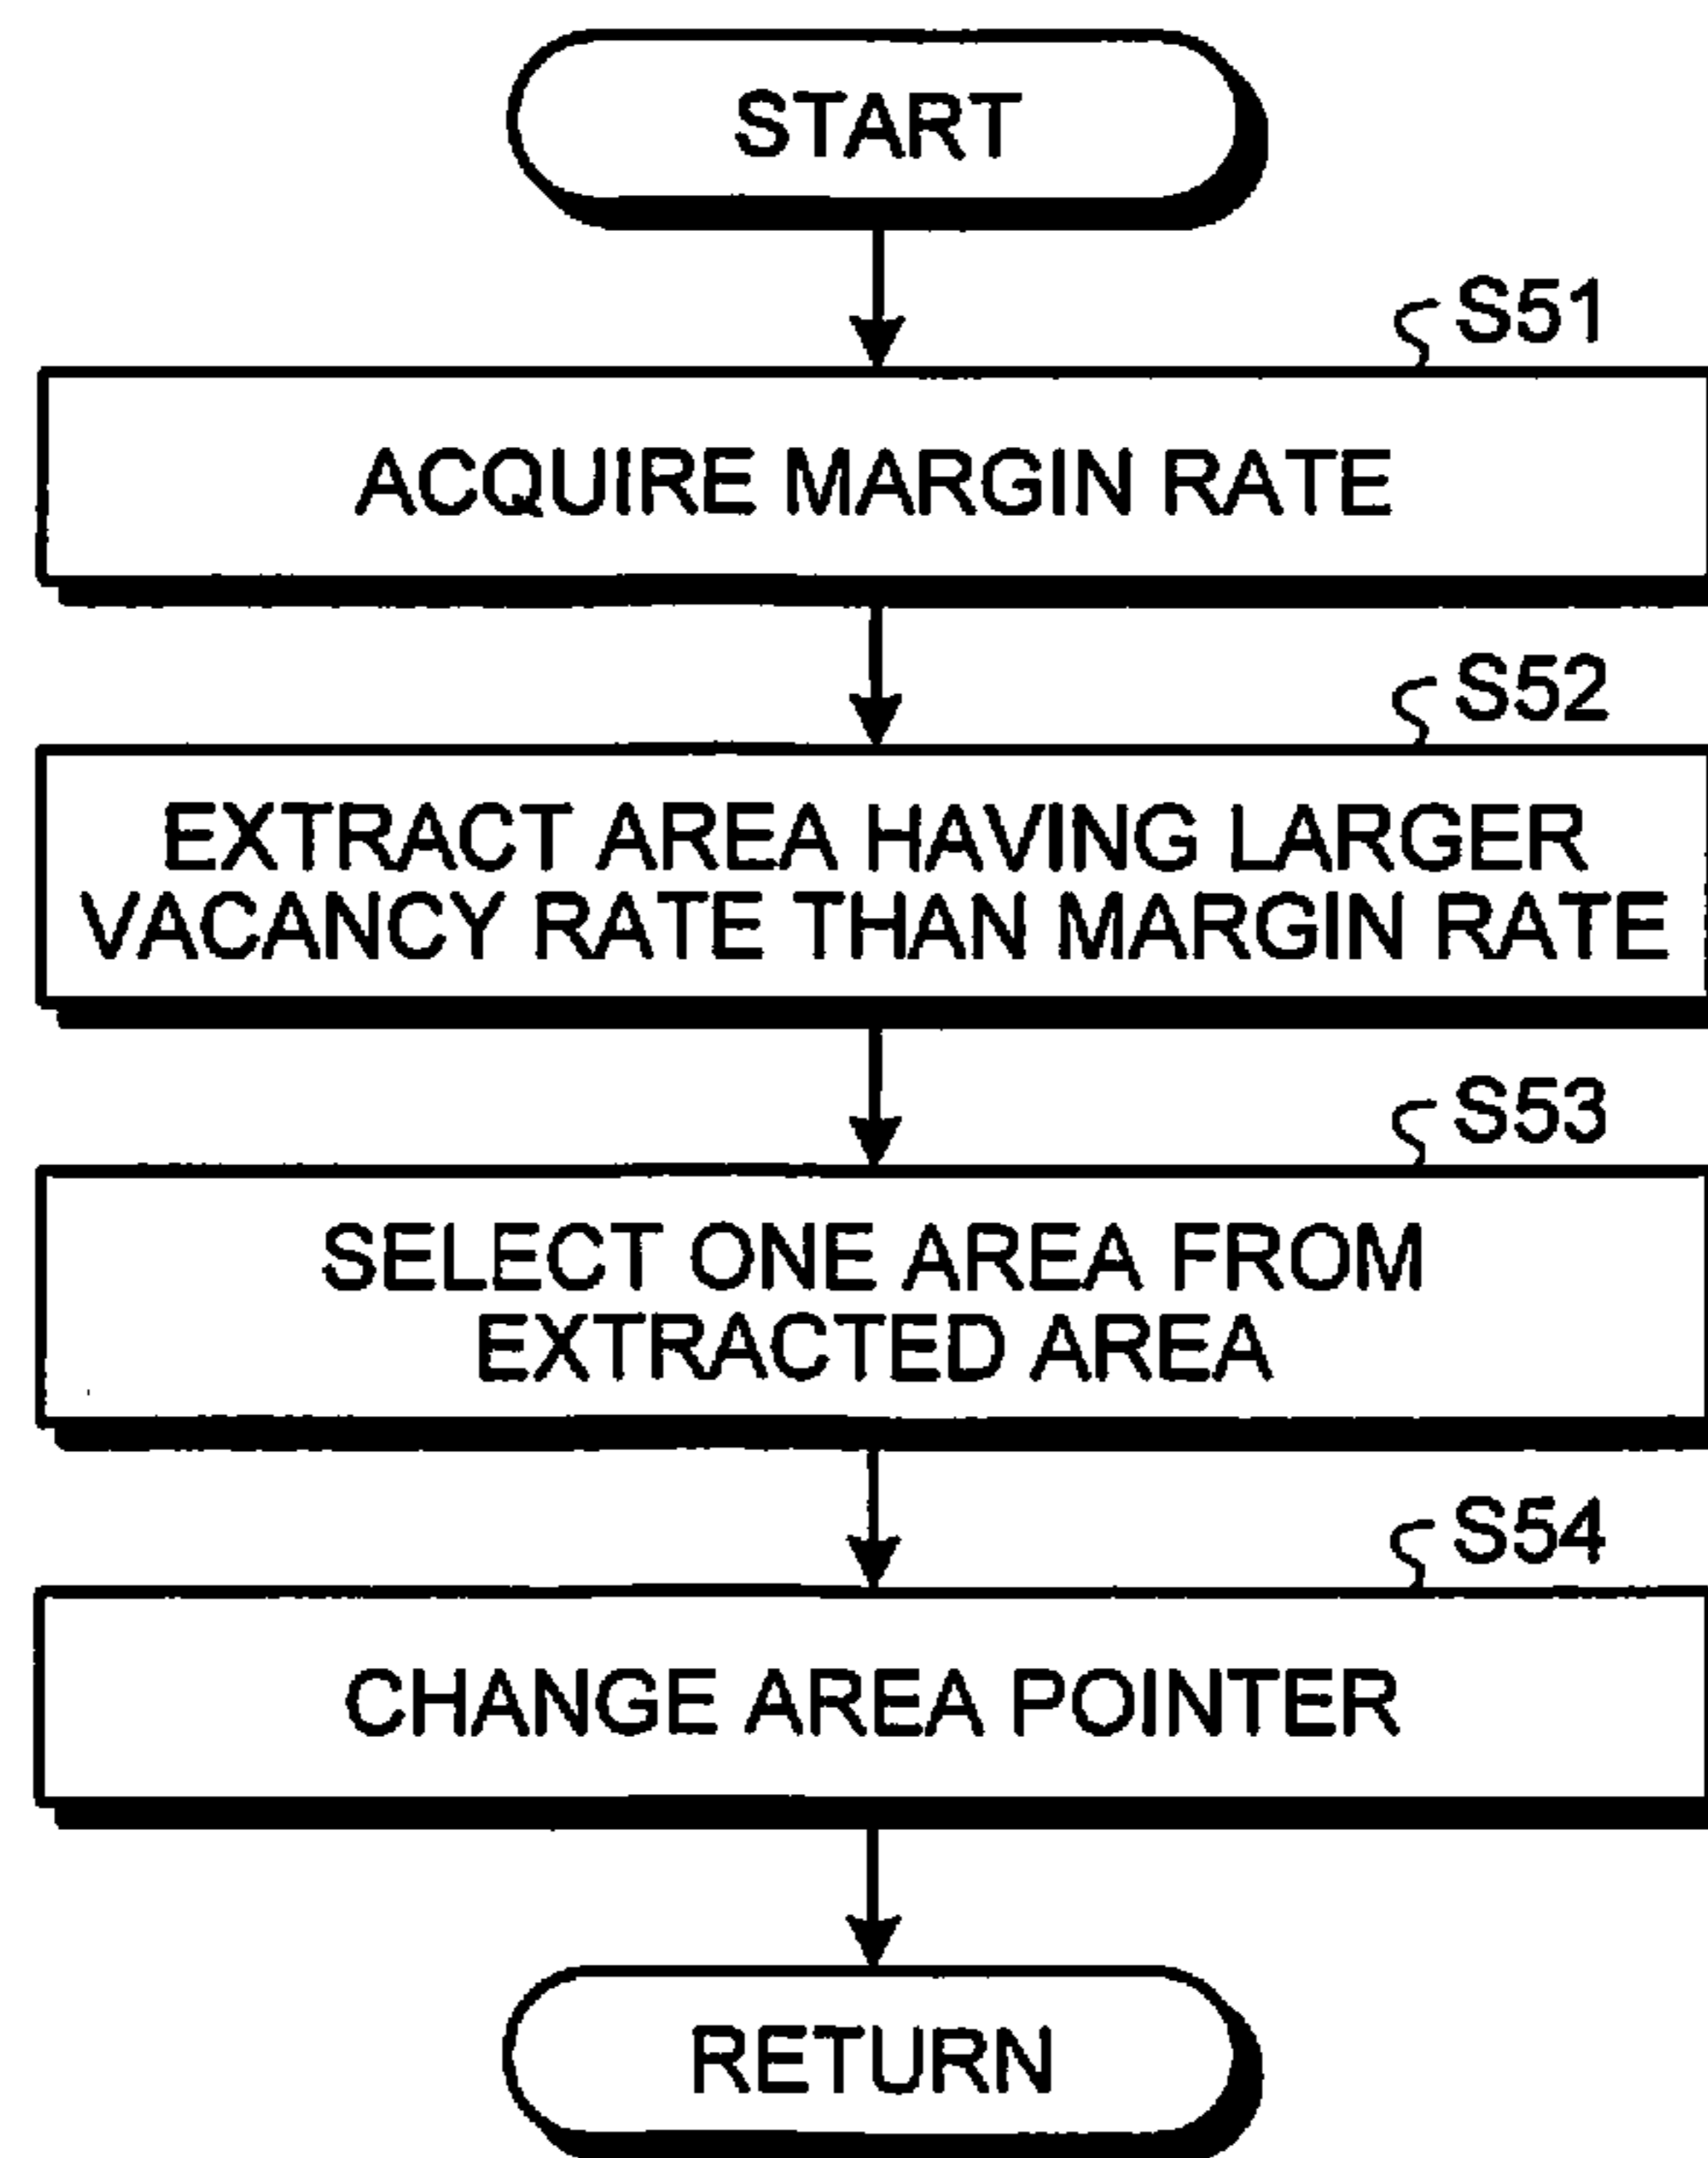 START
S51
ACQUIRE MARGIN RATE
S52
EXTRACT AREA HAVING LARGER
VACANCY RATE THAN MARGIN RATE
S53
SELECT ONE AREA FROM
EXTRACTED AREA
S54
CHANGE AREA POINTER
RETURN